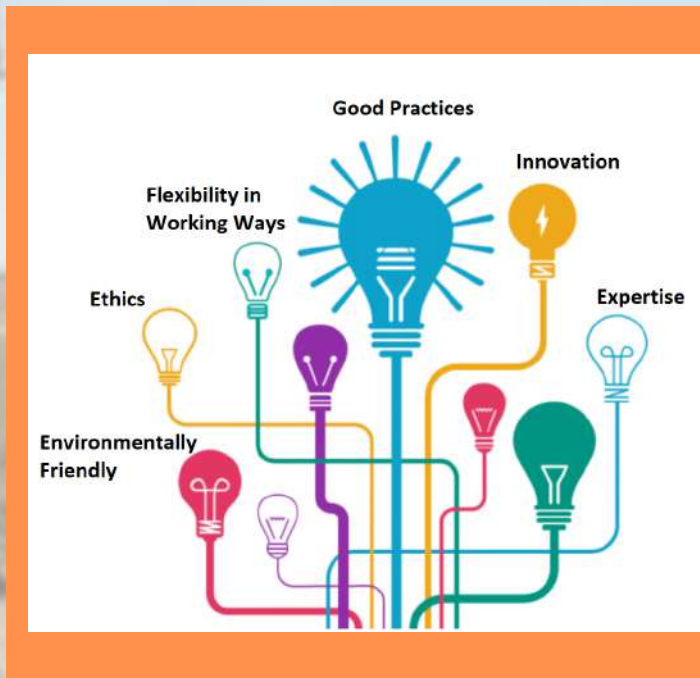 Good Practices
Innovation
Flexibility in
Working Ways
Ethics
Expertise
Environmentally
Friendly